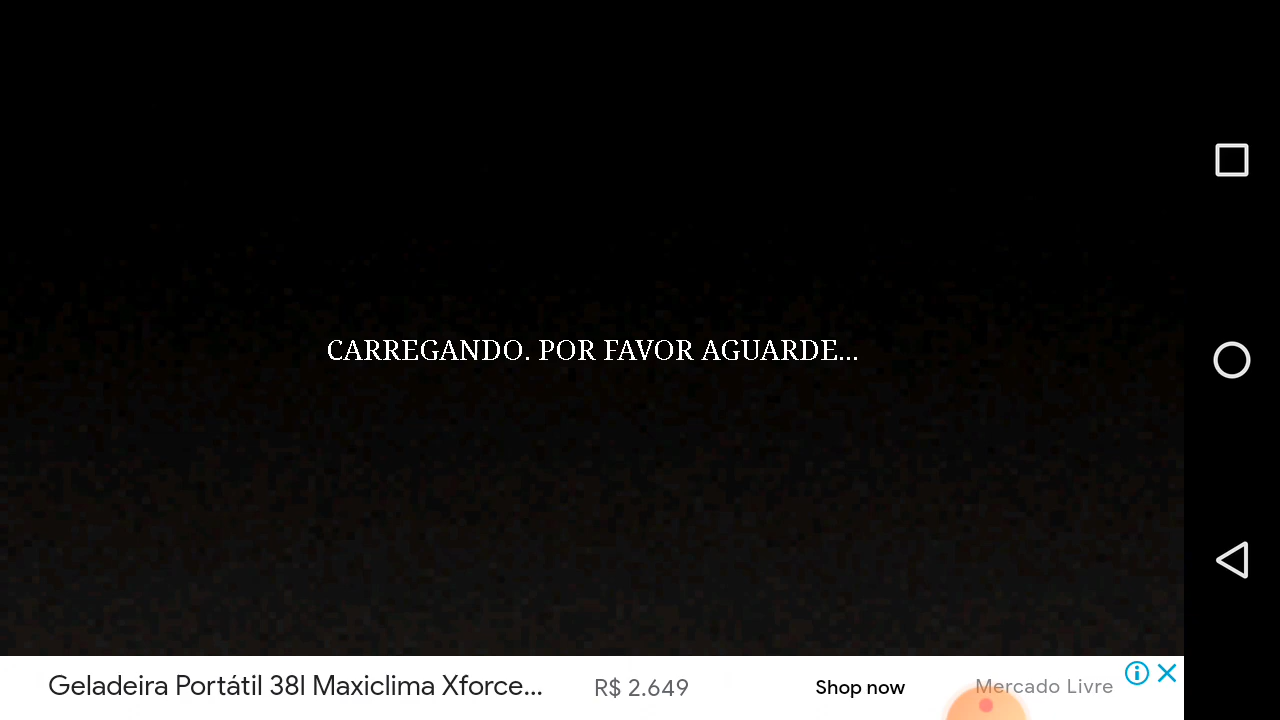 CARREGANDO. POR FAVOR AGUARDE...
Geladeira Portátil 38l Maxiclima Xforce... R$ 2.649 Shop now Mercado Livre